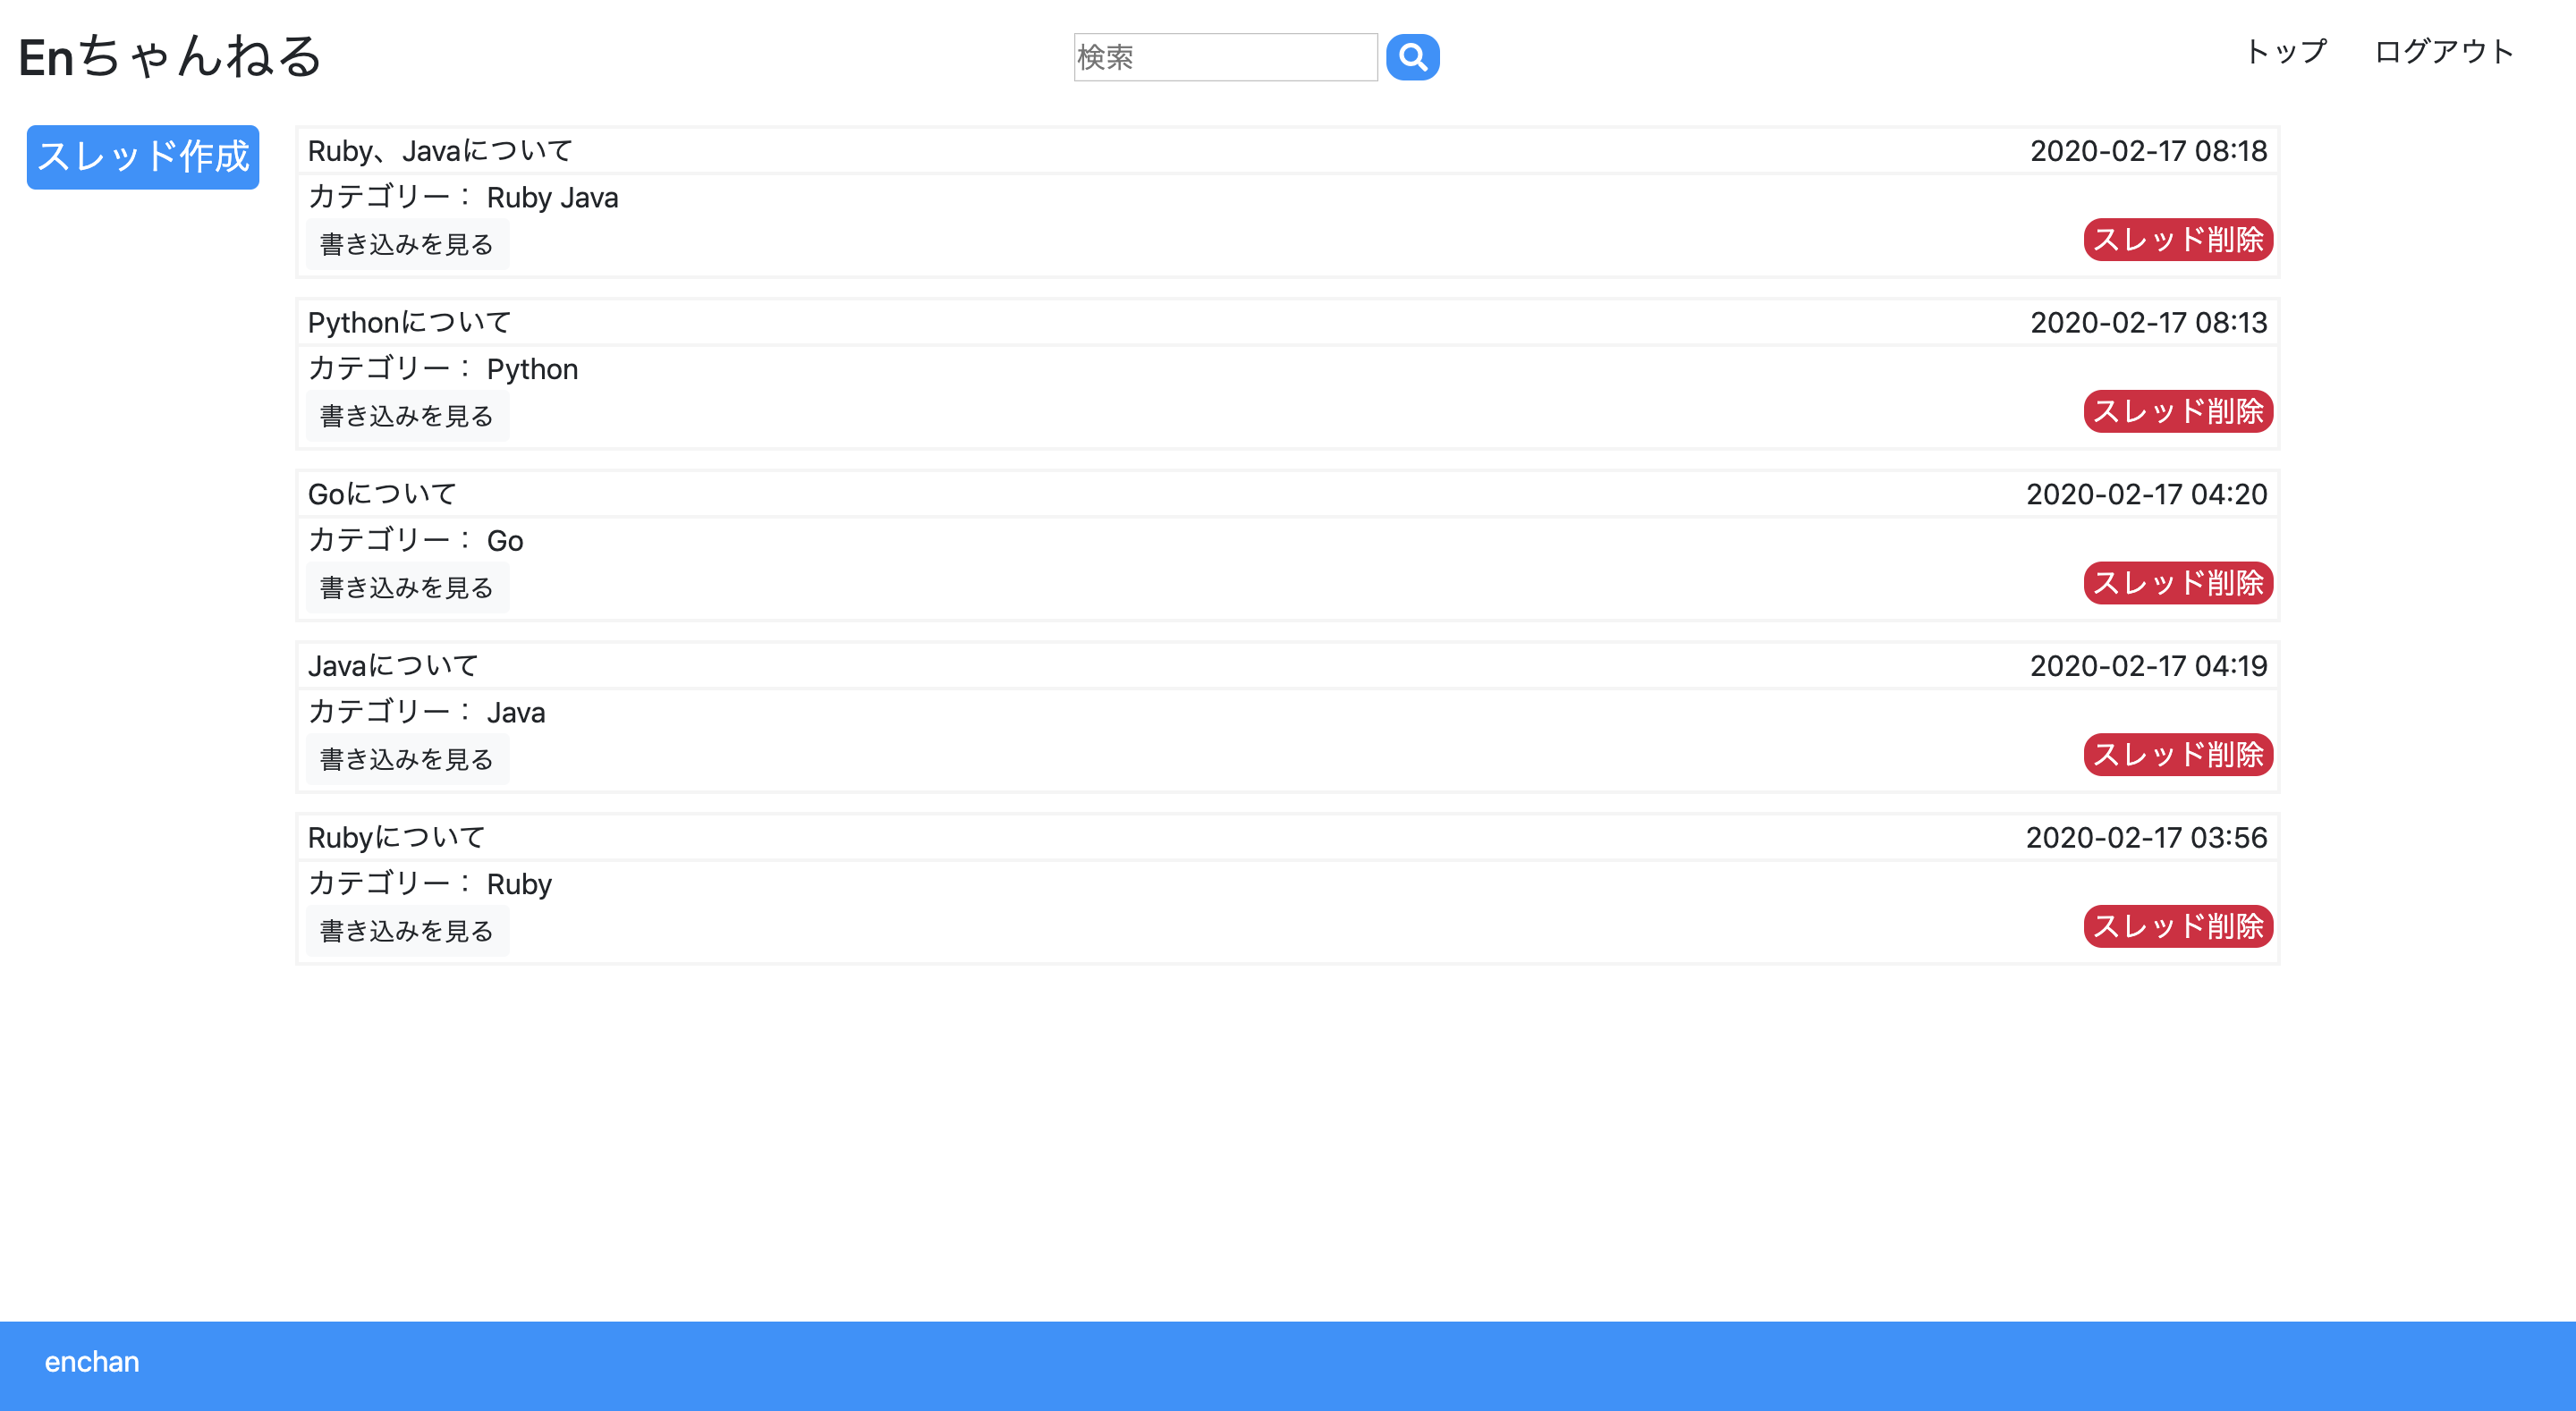 Enちゃんねる
検索
トップ ログアウト
スレッド作成
Ruby、Javaについて 2020-02-17 08:18
カテゴリー： Ruby Java
書き込みを見る スレッド削除
Pythonについて 2020-02-17 08:13
カテゴリー： Python
書き込みを見る スレッド削除
Goについて 2020-02-17 04:20
カテゴリー： Go
書き込みを見る スレッド削除
Javaについて 2020-02-17 04:19
カテゴリー： Java
書き込みを見る スレッド削除
Rubyについて 2020-02-17 03:56
カテゴリー： Ruby
書き込みを見る スレッド削除
enchan